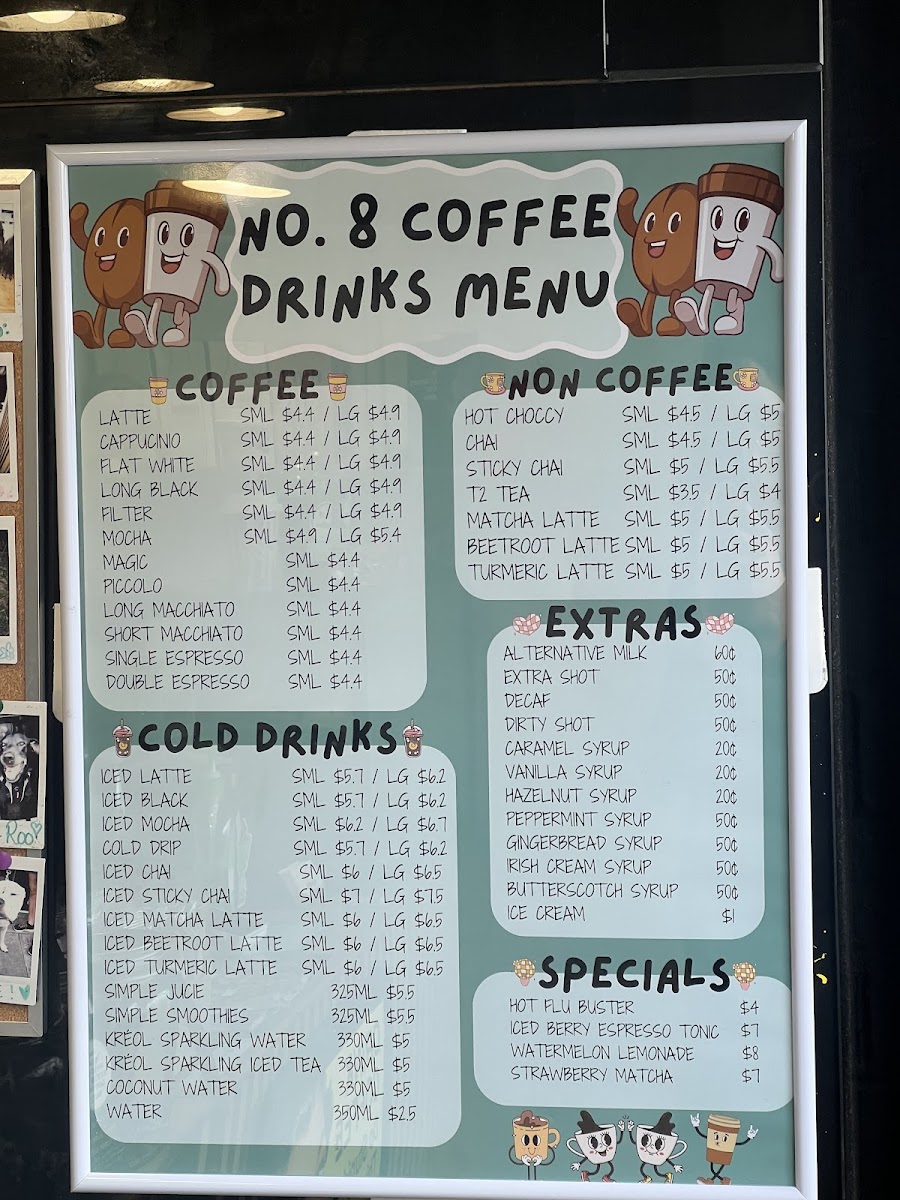 NO. 8 COFFEE
DRINKS MENU
COFFEE
LATTE SML $4.4 / LG $4.9
CAPPUCINO SML $4.4 / LG $4.9
FLAT WHITE SML $4.4 / LG $4.9
LONG BLACK SML $4.4 / LG $4.9
FILTER SML $4.4 / LG $4.9
MOCHA SML $4.9 / LG $5.4
MAGIC SML $4.4
PICCOLO SML $4.4
LONG MACCHIATO SML $4.4
SHORT MACCHIATO SML $4.4
SINGLE ESPRESSO SML $4.4
DOUBLE ESPRESSO SML $4.4
COLD DRINKS
ICED LATTE SML $5.7 / LG $6.2
ICED BLACK SML $5.7 / LG $6.2
ICED MOCHA SML $6.2 / LG $6.7
COLD DRIP SML $5.7 / LG $6.2
ICED CHAI SML $6 / LG $6.5
ICED STICKY CHAI SML $7 / LG $7.5
ICED MATCHA LATTE SML $6 / LG $6.5
ICED BEETROOT LATTE SML $6 / LG $6.5
ICED TURMERIC LATTE SML $6 / LG $6.5
SIMPLE JUCIE 325ML $5.5
SIMPLE SMOOTHIES 325ML $5.5
KRÉOL SPARKLING WATER 330ML $5
KRÉOL SPARKLING ICED TEA 330ML $5
COCONUT WATER 330ML $5
WATER 350ML $2.5
NON COFFEE
HOT CHOCCY SML $4.5 / LG $5
CHAI SML $4.5 / LG $5
STICKY CHAI SML $5 / LG $5.5
T2 TEA SML $3.5 / LG $4
MATCHA LATTE SML $5 / LG $5.5
BEETROOT LATTE SML $5 / LG $5.5
TURMERIC LATTE SML $5 / LG $5.5
EXTRAS
ALTERNATIVE MILK 60¢
EXTRA SHOT 50¢
DECAF 50¢
DIRTY SHOT 50¢
CARAMEL SYRUP 20¢
VANILLA SYRUP 20¢
HAZELNUT SYRUP 20¢
PEPPERMINT SYRUP 50¢
GINGERBREAD SYRUP 50¢
IRISH CREAM SYRUP 50¢
BUTTERSCOTCH SYRUP 50¢
ICE CREAM $1
SPECIALS
HOT FLU BUSTER $4
ICED BERRY ESPRESSO TONIC $7
WATERMELON LEMONADE $8
STRAWBERRY MATCHA $7
Roo